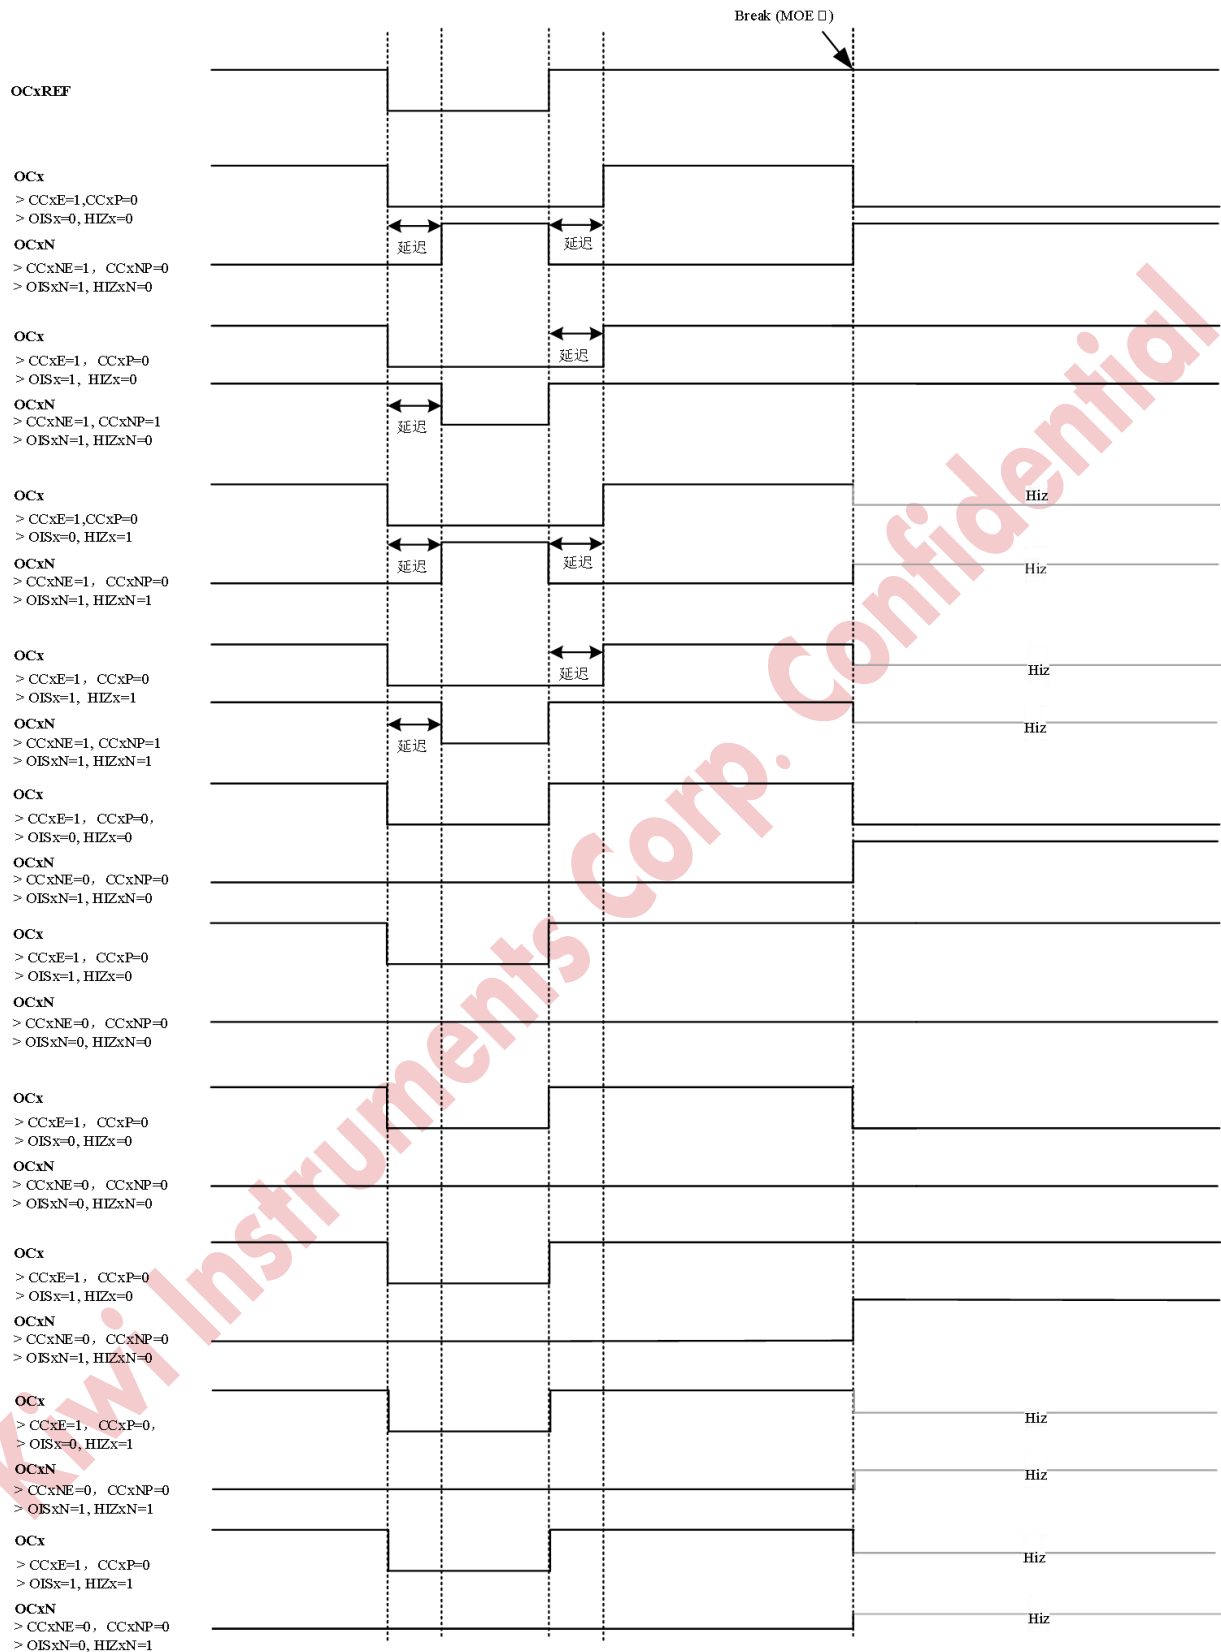 Break (MOE □)
OCxREF
OCx
> CCxE=1,CCxP=0
> OISx=0, HIZx=0
延迟
延迟
OCxN
> CCxNE=1，CCxNP=0
> OISxN=1, HIZxN=0
OCx
> CCxE=1，CCxP=0
> OISx=1, HIZx=0
延迟
OCxN
> CCxNE=1, CCxNP=1
> OISxN=1, HIZxN=0
延迟
OCx
> CCxE=1,CCxP=0
> OISx=0, HIZx=1
Hiz
延迟
延迟
OCxN
> CCxNE=1，CCxNP=0
> OISxN=1, HIZxN=1
Hiz
OCx
> CCxE=1，CCxP=0
> OISx=1, HIZx=1
延迟
Hiz
OCxN
> CCxNE=1, CCxNP=1
> OISxN=1, HIZxN=1
延迟
Hiz
OCx
> CCxE=1，CCxP=0，
> OISx=0, HIZx=0
OCxN
> CCxNE=0，CCxNP=0
> OISxN=1, HIZxN=0
OCx
> CCxE=1，CCxP=0
> OISx=1, HIZx=0
OCxN
> CCxNE=0，CCxNP=0
> OISxN=0, HIZxN=0
OCx
> CCxE=1，CCxP=0
> OISx=0, HIZx=0
OCxN
> CCxNE=0，CCxNP=0
> OISxN=0, HIZxN=0
OCx
> CCxE=1，CCxP=0
> OISx=1, HIZx=0
OCxN
> CCxNE=0，CCxNP=0
> OISxN=1, HIZxN=0
OCx
> CCxE=1，CCxP=0，
> OISx=0, HIZx=1
Hiz
OCxN
> CCxNE=0，CCxNP=0
> OISxN=1, HIZxN=1
Hiz
OCx
> CCxE=1，CCxP=0
> OISx=1, HIZx=1
Hiz
OCxN
> CCxNE=0，CCxNP=0
> OISxN=0, HIZxN=1
Hiz
Kiwi Instruments Corp. Confidential